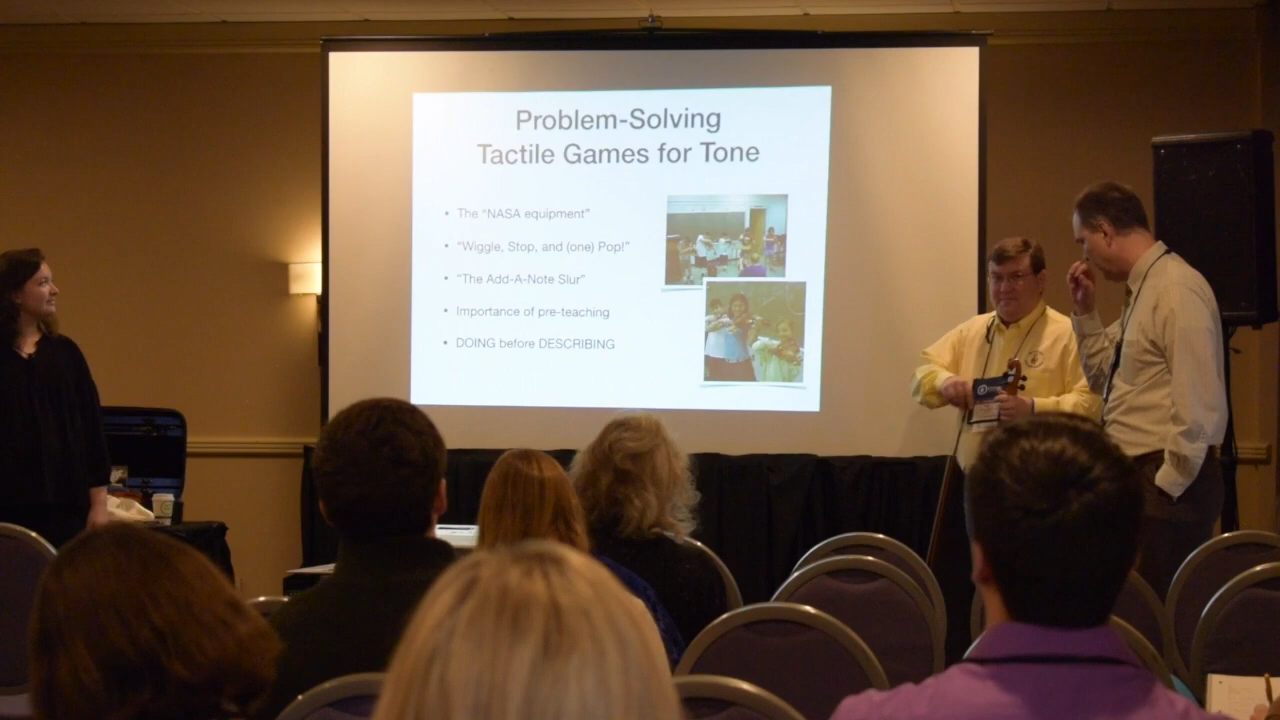 Problem-Solving
Tactile Games for Tone
• The “NASA equipment”
• “Wiggle, Stop, and (one) Pop!”
• “The Add-A-Note Slur”
• Importance of pre-teaching
• DOING before DESCRIBING